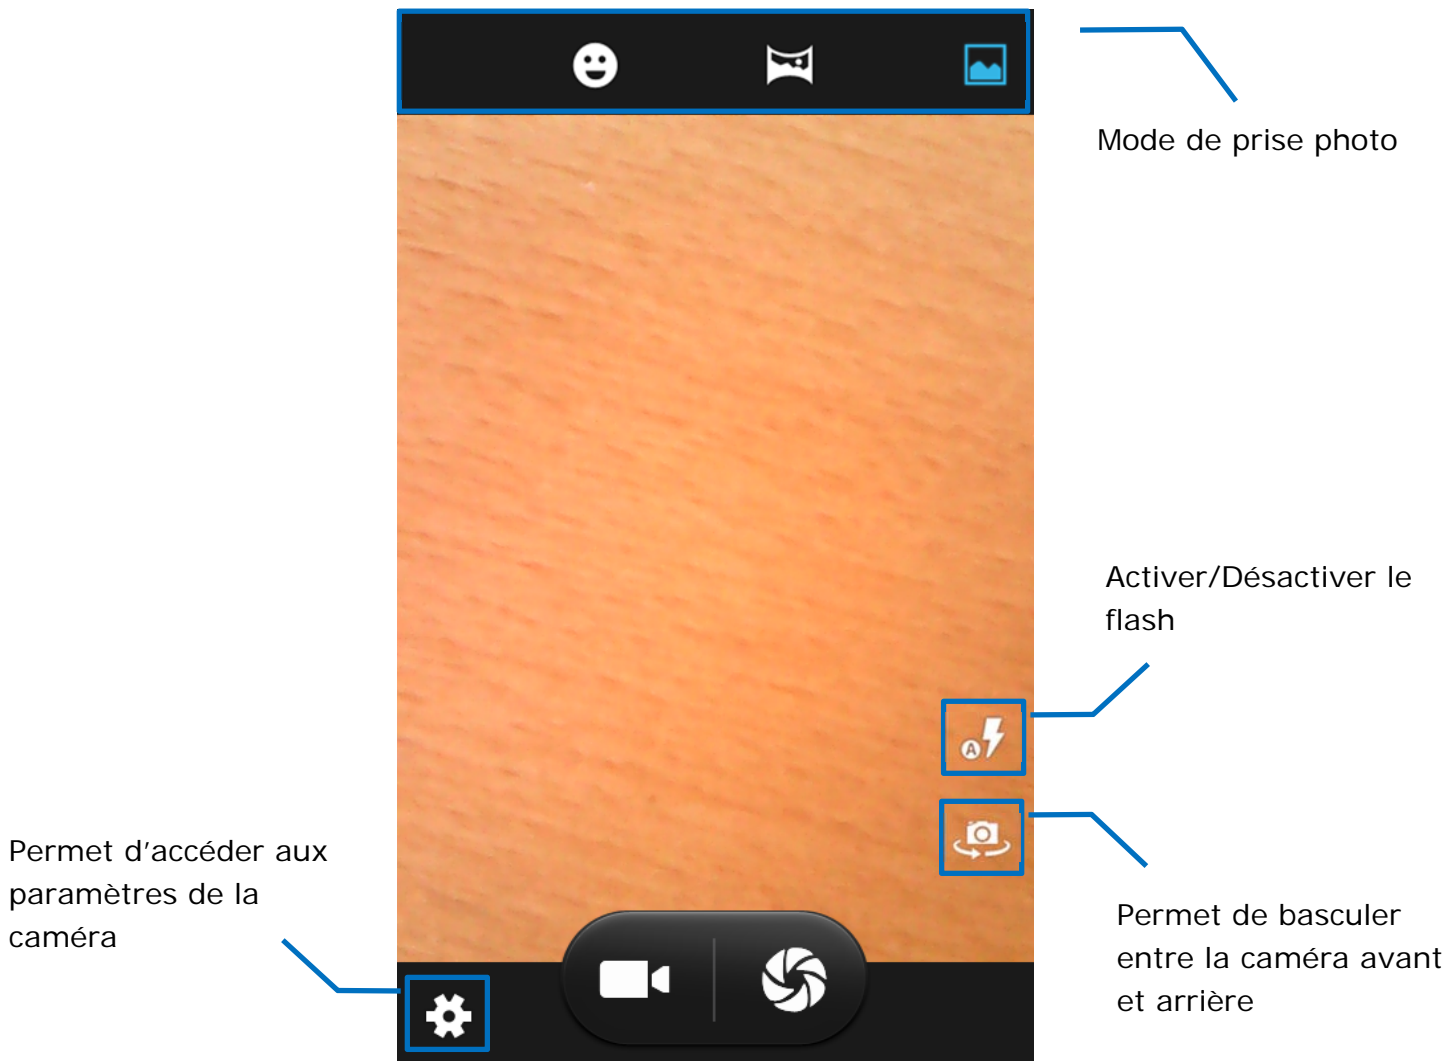 Mode de prise photo
Activer/Désactiver le
flash
A
Permet d'accéder aux
paramètres de la
caméra
Permet de basculer
entre la caméra avant
et arrière